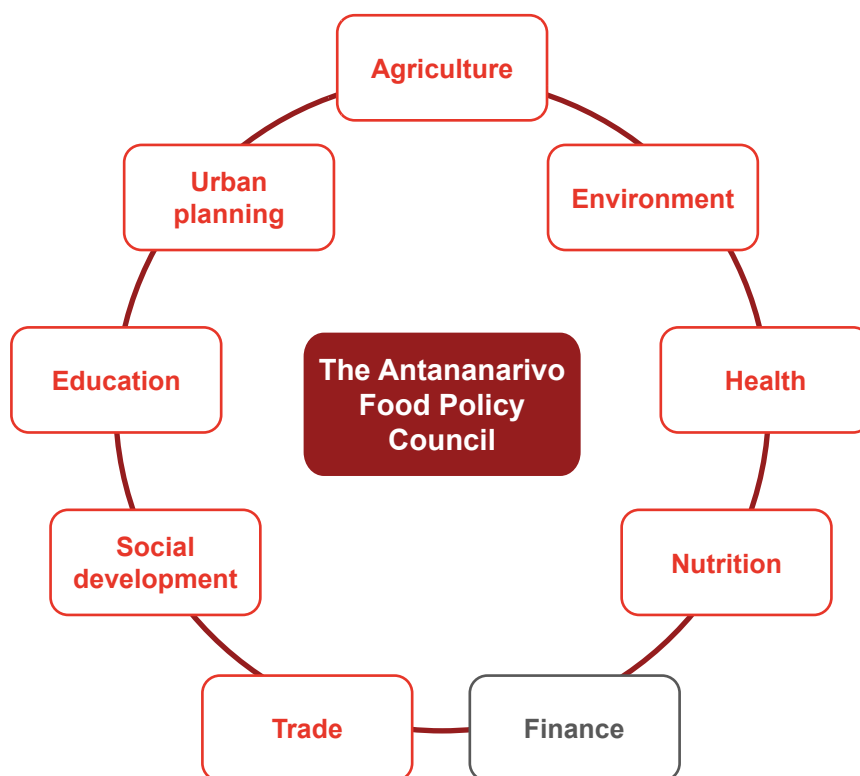 Agriculture
Urban
planning
Environment
Education
The Antananarivo
Food Policy
Council
Health
Social
development
Nutrition
Trade
Finance